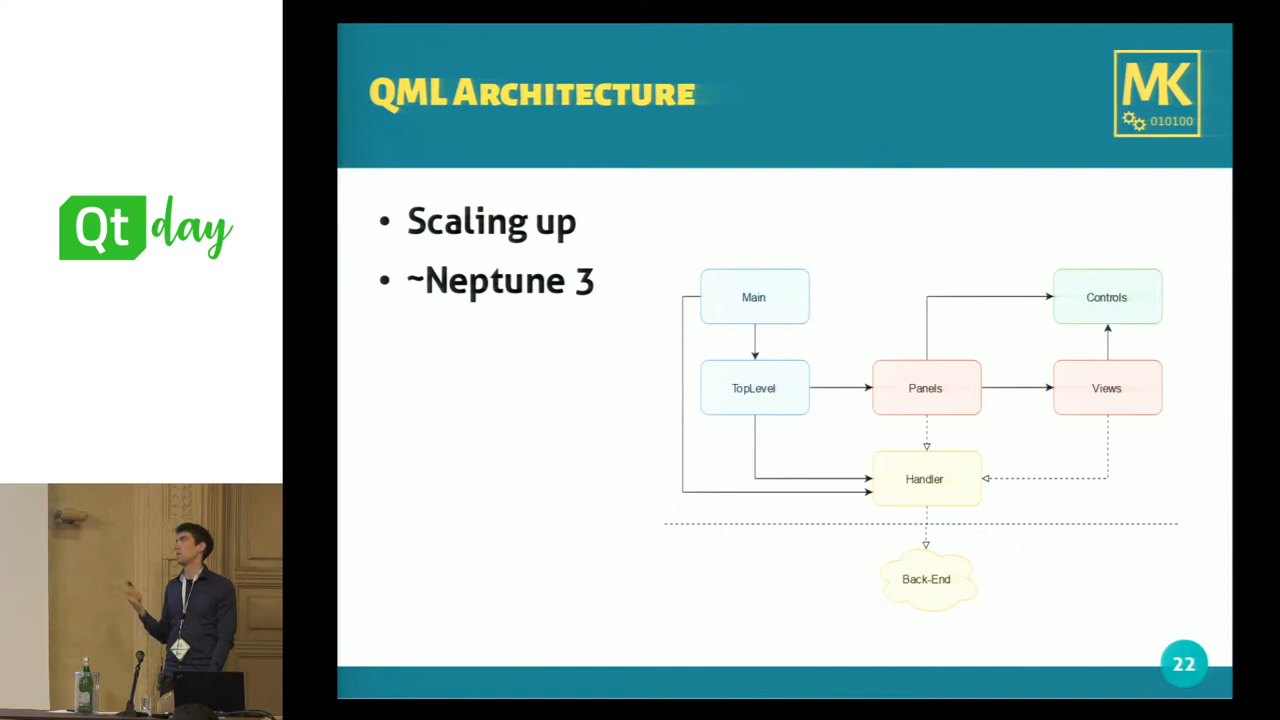 QML ARCHITECTURE
MK
010100
Qt day
• Scaling up
• ~Neptune 3
Main
Controls
TopLevel
Panels
Views
Handler
Back-End
22